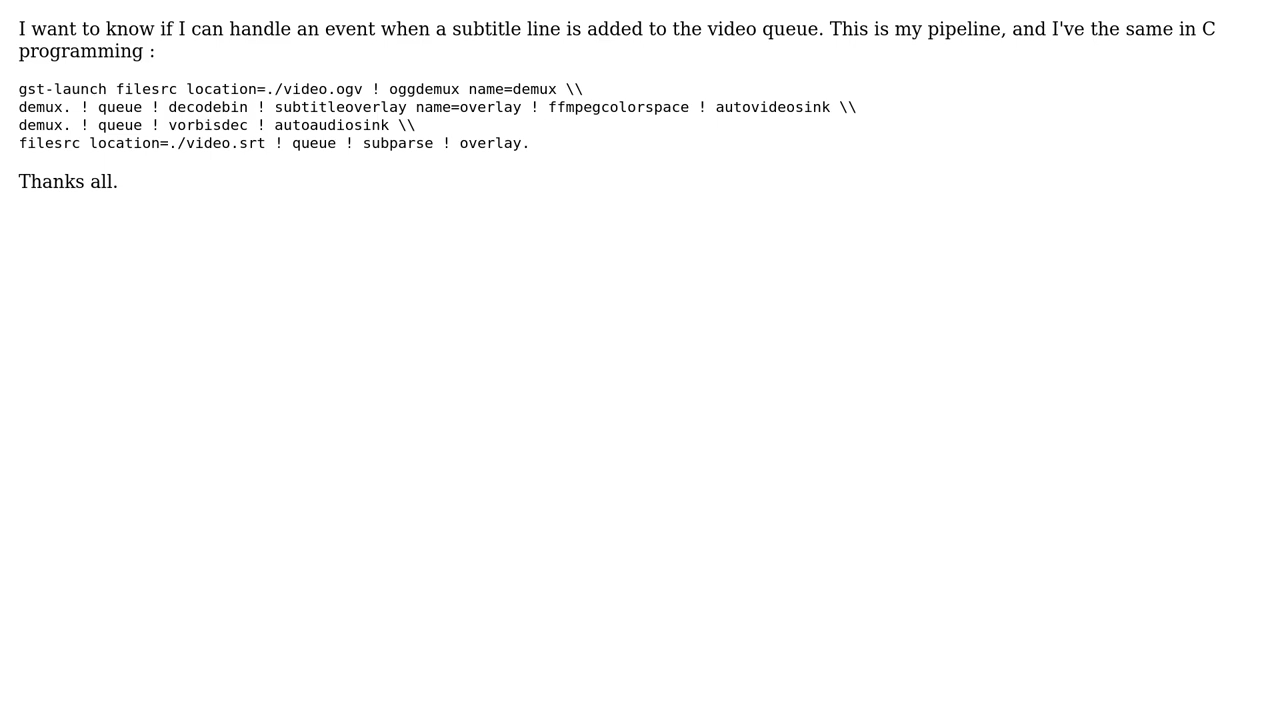 I want to know if I can handle an event when a subtitle line is added to the video queue. This is my pipeline, and I've the same in C
programming :
gst-launch filesrc location=./video.ogv ! oggdemux name=demux \\
demux. ! queue ! decodebin ! subtitleoverlay name=overlay ! ffmpegcolorspace ! autovideosink \\
demux. ! queue ! vorbisdec ! autoaudiosink \\
filesrc location=./video.srt ! queue ! subparse ! overlay.
Thanks all.